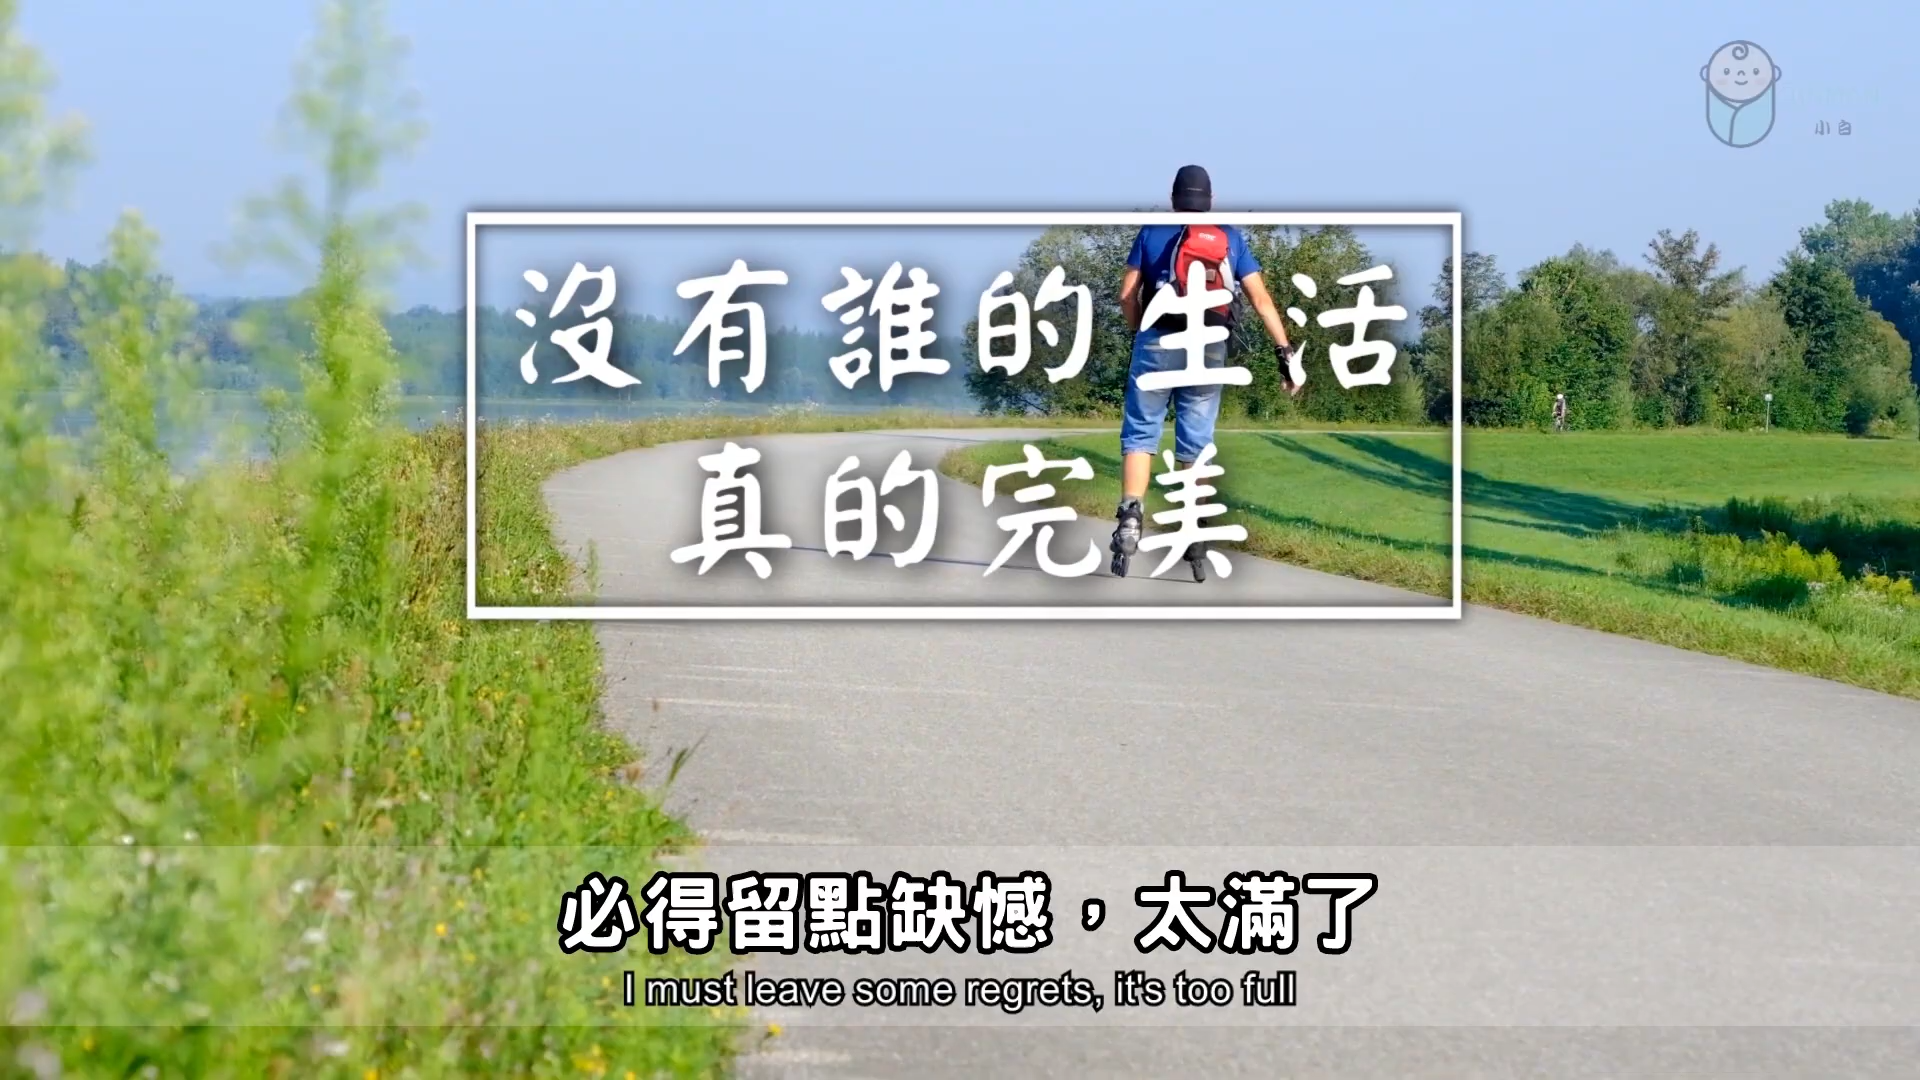 小白
沒有誰的生活
真的完美
必得留點缺憾，太滿了
I must leave some regrets, it's too full